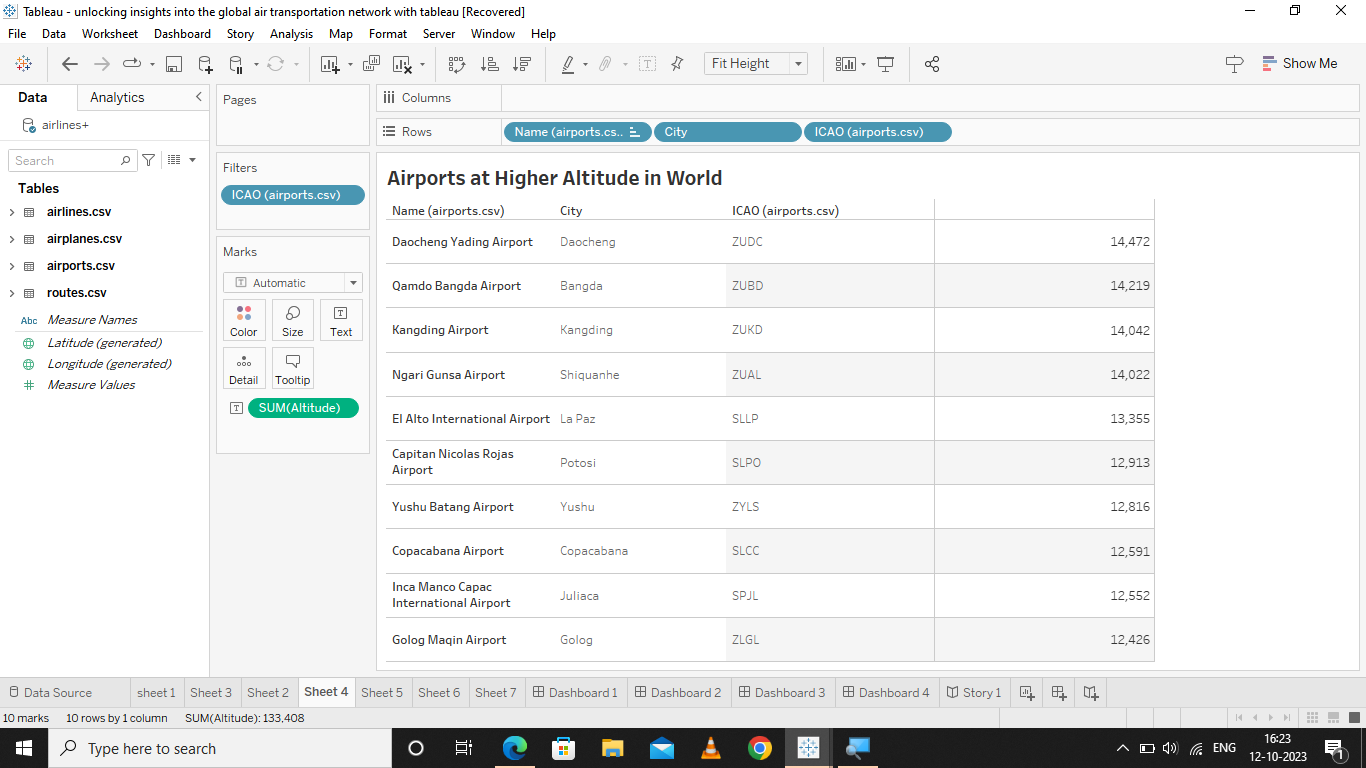 Tableau - unlocking insights into the global air transportation network with tableau [Recovered]
File Data Worksheet Dashboard Story Analysis Map Format Server Window Help
Fit Height
Show Me
Data Analytics
airlines+
Search
Tables
airlines.csv
airplanes.csv
airports.csv
routes.csv
Abc Measure Names
Latitude (generated)
Longitude (generated)
Measure Values
Pages
Filters
ICAO (airports.csv)
Marks
Automatic
Color Size Text
Detail Tooltip
SUM(Altitude)
Columns
Rows Name (airports.cs.. City ICAO (airports.csv)
Airports at Higher Altitude in World
Name (airports.csv) City ICAO (airports.csv)
Daocheng Yading Airport Daocheng ZUDC 14,472
Qamdo Bangda Airport Bangda ZUBD 14,219
Kangding Airport Kangding ZUKD 14,042
Ngari Gunsa Airport Shiquanhe ZUAL 14,022
El Alto International Airport La Paz SLLP 13,355
Capitan Nicolas Rojas
Airport Potosi SLPO 12,913
Yushu Batang Airport Yushu ZYLS 12,816
Copacabana Airport Copacabana SLCC 12,591
Inca Manco Capac
International Airport Juliaca SPJL 12,552
Golog Maqin Airport Golog ZLGL 12,426
Data Source sheet 1 Sheet 3 Sheet 2 Sheet 4 Sheet 5 Sheet 6 Sheet 7 Dashboard 1 Dashboard 2 Dashboard 3 Dashboard 4 Story 1
10 marks 10 rows by 1 column SUM(Altitude): 133,408
Type here to search
ENG
16:23
12-10-2023
1